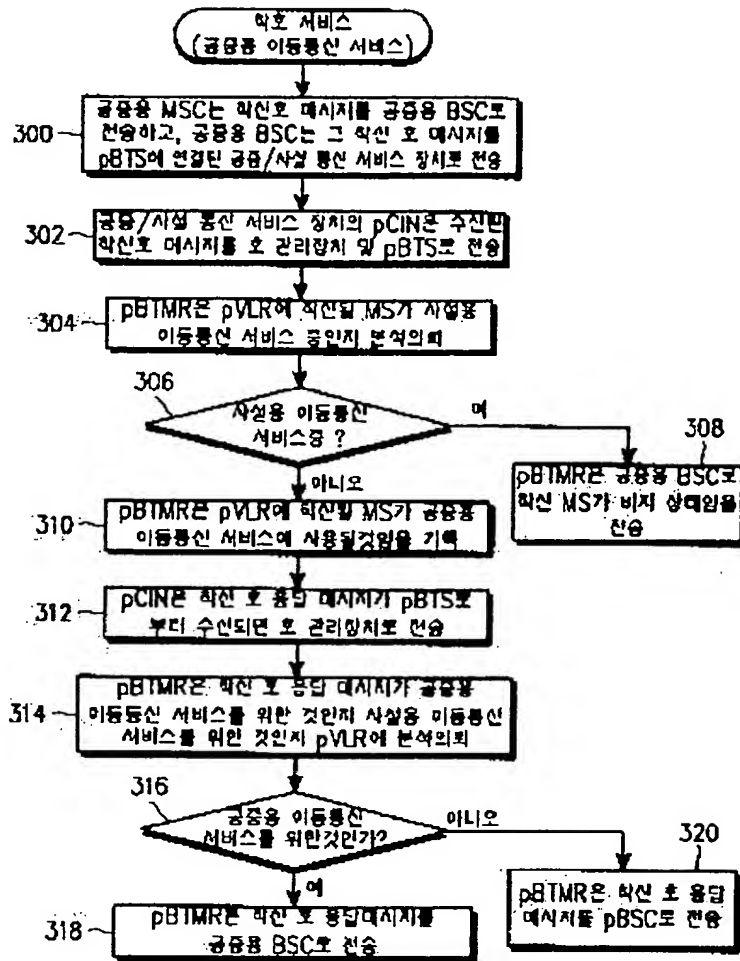 착호 서비스
(공중용 이동통신 서비스)
300
공중용 MSC는 착신호 메시지를 공중용 BSC로
전송하고, 공중용 BSC는 그 착신 호 메시지를
pBTS에 연결된 공중/사설 통신 서비스 장치로 전송
302
공중/사설 통신 서비스 장치의 pCIN은 수신된
착신호 메시지를 호 관리장치 및 pBTS로 전송
304
pBTMR은 pVLR에 착신될 MS가 사설용
이동통신 서비스 중인지 분석의뢰
306
사설용 이동통신
서비스중 ?
예
308
pBTMR은 공중용 BSC로
착신 MS가 비지 상태임을
전송
아니오
310
pBTMR은 pVLR에 착신될 MS가 공중용
이동통신 서비스에 사용될것임을 기록
312
pCIN은 착신 호 응답 메시지가 pBTS로
부터 수신되면 호 관리장치로 전송
314
pBTMR은 착신 호 응답 메시지가 공중용
이동통신 서비스를 위한 것인지 사설용 이동통신
서비스를 위한 것인지 pVLR에 분석의뢰
316
공중용 이동통신
서비스를 위한것인가?
아니오
320
pBTMR은 착신 호 응답
메시지를 pBSC로 전송
예
318
pBTMR은 착신 호 응답메시지를
공중용 BSC로 전송